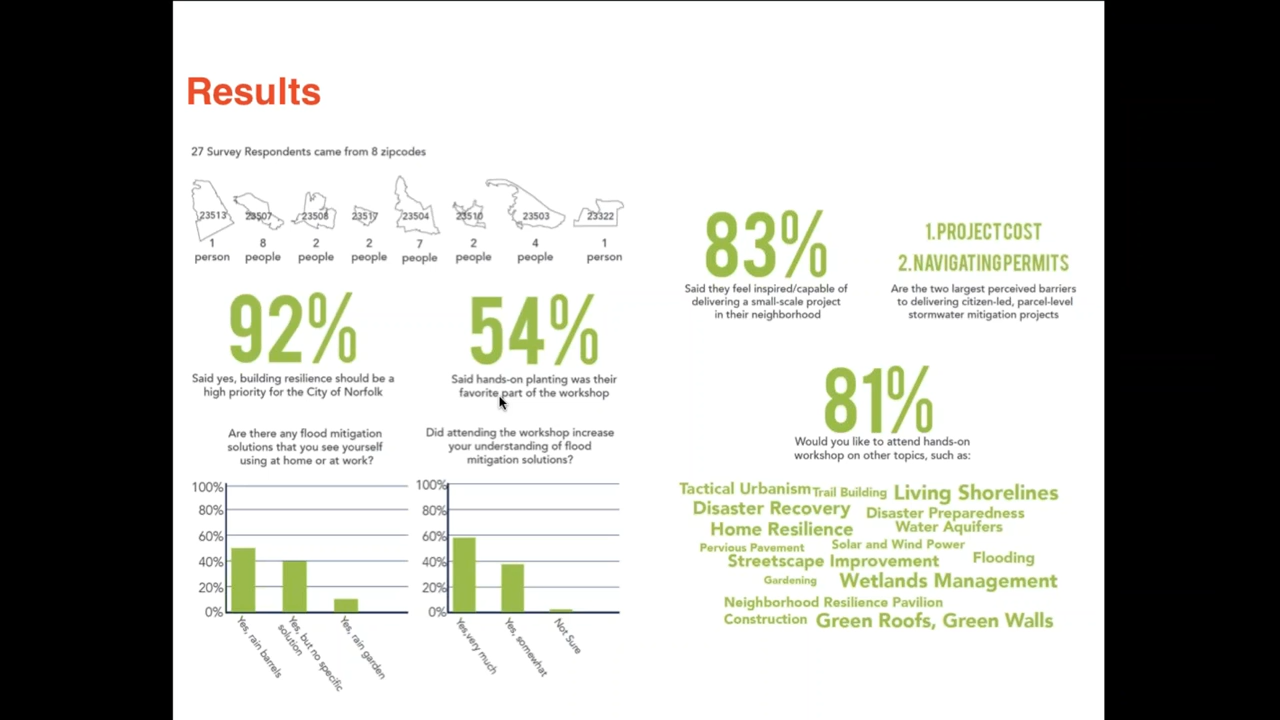 Results
27 Survey Respondents came from 8 zipcodes
23513 23507 23508 23517 23504 23510 23503 23322
1 8 2 2 7 2 4 1
person people people people people people people person
92%
Said yes, building resilience should be a
high priority for the City of Norfolk
54%
Said hands-on planting was their
favorite part of the workshop
Are there any flood mitigation
solutions that you see yourself
using at home or at work?
100%
80%
60%
40%
20%
0%
Yes, rain barrels
Yes, but no specific
solution
Yes, rain garden
Did attending the workshop increase
your understanding of flood
mitigation solutions?
100%
80%
60%
40%
20%
0%
Yes,very much
Yes, somewhat
Not Sure
83%
Said they feel inspired/capable of
delivering a small-scale project
in their neighborhood
1. PROJECT COST
2. NAVIGATING PERMITS
Are the two largest perceived barriers
to delivering citizen-led, parcel-level
stormwater mitigation projects
81%
Would you like to attend hands-on
workshop on other topics, such as:
Tactical Urbanism Trail Building Living Shorelines
Disaster Recovery Disaster Preparedness
Home Resilience Water Aquifers
Pervious Pavement Solar and Wind Power
Streetscape Improvement Flooding
Gardening Wetlands Management
Neighborhood Resilience Pavilion
Construction Green Roofs, Green Walls